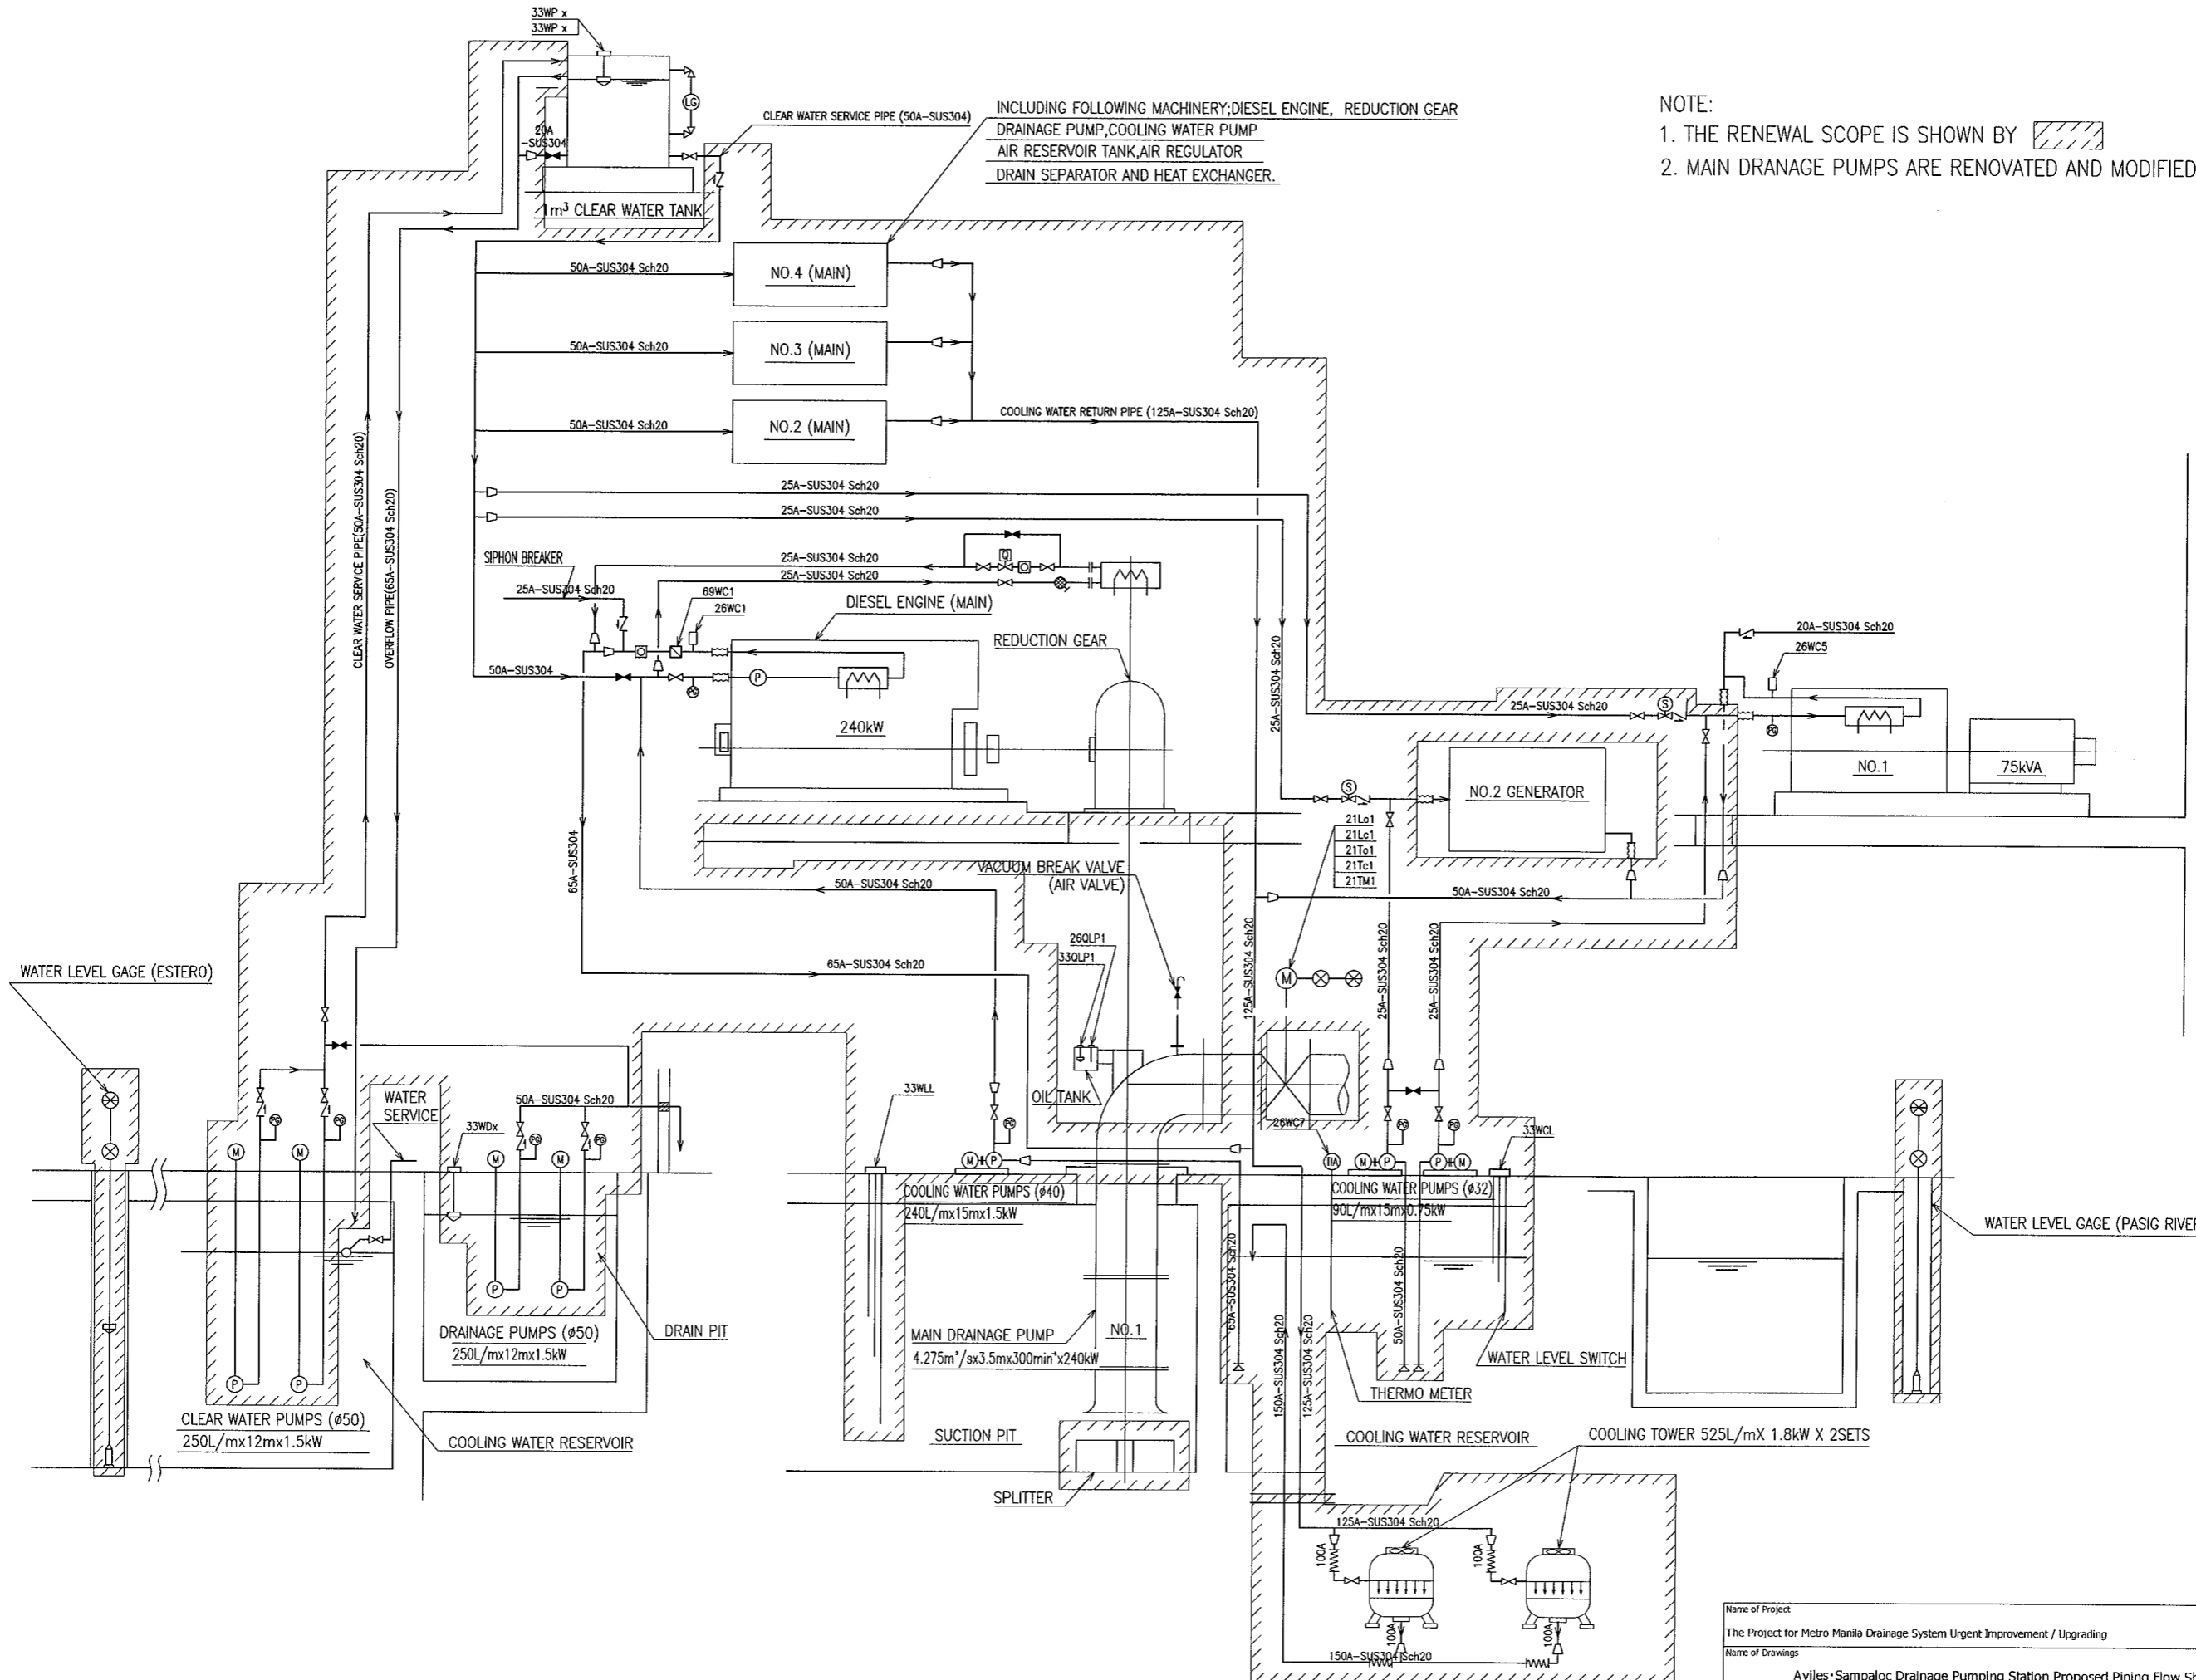 33WP x
33WP x
LG
20A
-SUS304
1m³ CLEAR WATER TANK
CLEAR WATER SERVICE PIPE (50A-SUS304)
INCLUDING FOLLOWING MACHINERY;DIESEL ENGINE, REDUCTION GEAR
DRAINAGE PUMP,COOLING WATER PUMP
AIR RESERVOIR TANK,AIR REGULATOR
DRAIN SEPARATOR AND HEAT EXCHANGER.
NOTE:
1. THE RENEWAL SCOPE IS SHOWN BY
2. MAIN DRANAGE PUMPS ARE RENOVATED AND MODIFIED
50A-SUS304 Sch20
NO.4 (MAIN)
50A-SUS304 Sch20
NO.3 (MAIN)
50A-SUS304 Sch20
NO.2 (MAIN)
COOLING WATER RETURN PIPE (125A-SUS304 Sch20)
CLEAR WATER SERVICE PIPE(50A-SUS304 Sch20)
OVERFLOW PIPE(65A-SUS304 Sch20)
25A-SUS304 Sch20
25A-SUS304 Sch20
SIPHON BREAKER
25A-SUS304 Sch20
25A-SUS304 Sch20
25A-SUS304 Sch20
Q
69WC1
26WC1
DIESEL ENGINE (MAIN)
REDUCTION GEAR
50A-SUS304
PG
P
240kW
25A-SUS304 Sch20
20A-SUS304 Sch20
26WC5
25A-SUS304 Sch20
S
PG
NO.1
75kVA
NO.2 GENERATOR
S
21Lo1
21Lc1
21To1
21Tc1
21TM1
65A-SUS304
VACUUM BREAK VALVE
(AIR VALVE)
50A-SUS304 Sch20
50A-SUS304 Sch20
125A-SUS304 Sch20
25A-SUS304 Sch20
25A-SUS304 Sch20
26QLP1
33QLP1
65A-SUS304 Sch20
M
WATER LEVEL GAGE (ESTERO)
WATER
SERVICE
50A-SUS304 Sch20
33WDx
PG
PG
PG
PG
M
M
M
M
33WLL
OIL TANK
PG
M
P
26WC7
TIA
PG
PG
M
P
P
M
33WCL
COOLING WATER PUMPS (ø40)
240L/mx15mx1.5kW
COOLING WATER PUMPS (ø32)
90L/mx15mx0.75kW
WATER LEVEL GAGE (PASIG RIVER
P
P
P
P
DRAINAGE PUMPS (ø50)
250L/mx12mx1.5kW
DRAIN PIT
MAIN DRAINAGE PUMP
4.275m³/sx3.5mx300min⁻¹x240kW
NO.1
65A-SUS304 Sch20
150A-SUS304 Sch20
125A-SUS304 Sch20
50A-SUS304 Sch20
WATER LEVEL SWITCH
THERMO METER
CLEAR WATER PUMPS (ø50)
250L/mx12mx1.5kW
COOLING WATER RESERVOIR
SUCTION PIT
COOLING WATER RESERVOIR
COOLING TOWER 525L/mX 1.8kW X 2SETS
SPLITTER
125A-SUS304 Sch20
100A
100A
100A
100A
150A-SUS304 Sch20
Name of Project
The Project for Metro Manila Drainage System Urgent Improvement / Upgrading
Name of Drawings